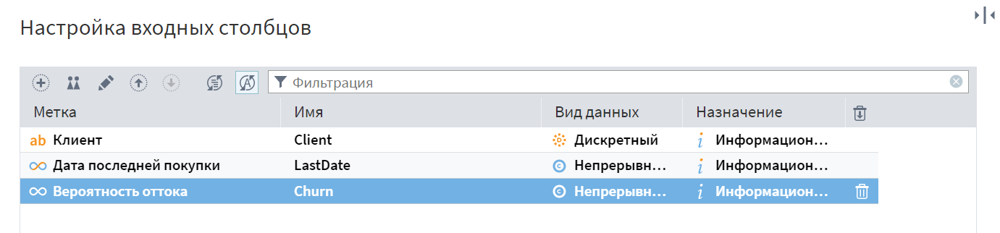 Настройка входных столбцов
Фильтрация
Метка Имя Вид данных Назначение
ab Клиент Client Дискретный i Информацион...
Дата последней покупки LastDate Непрерывн... i Информацион...
Вероятность оттока Churn Непрерывн... i Информацион...